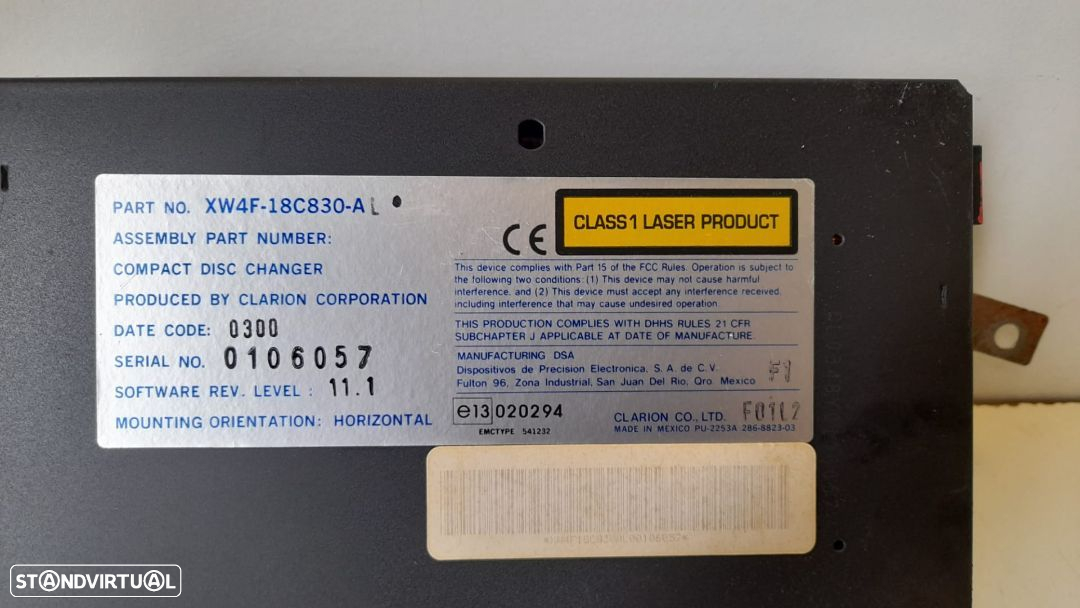 PART NO. XW4F-18C830-AL
ASSEMBLY PART NUMBER:
COMPACT DISC CHANGER
PRODUCED BY CLARION CORPORATION
DATE CODE: 0300
SERIAL NO. 0106057
SOFTWARE REV. LEVEL : 11.1
MOUNTING ORIENTATION: HORIZONTAL
CE
CLASS 1 LASER PRODUCT
This device complies with Part 15 of the FCC Rules. Operation is subject to
the following two conditions: (1) This device may not cause harmful
interference, and (2) This device must accept any interference received,
including interference that may cause undesired operation.
THIS PRODUCTION COMPLIES WITH DHHS RULES 21 CFR
SUBCHAPTER J APPLICABLE AT DATE OF MANUFACTURE.
MANUFACTURING DSA
Dispositivos de Precision Electronica, S. A. de C. V.
Fulton 96, Zona Industrial, San Juan Del Rio, Qro. Mexico
F1
e13 020294
EMCTYPE 541232
CLARION CO., LTD.
MADE IN MEXICO PU-2253A 286-8823-03
STANDVIRTUAL